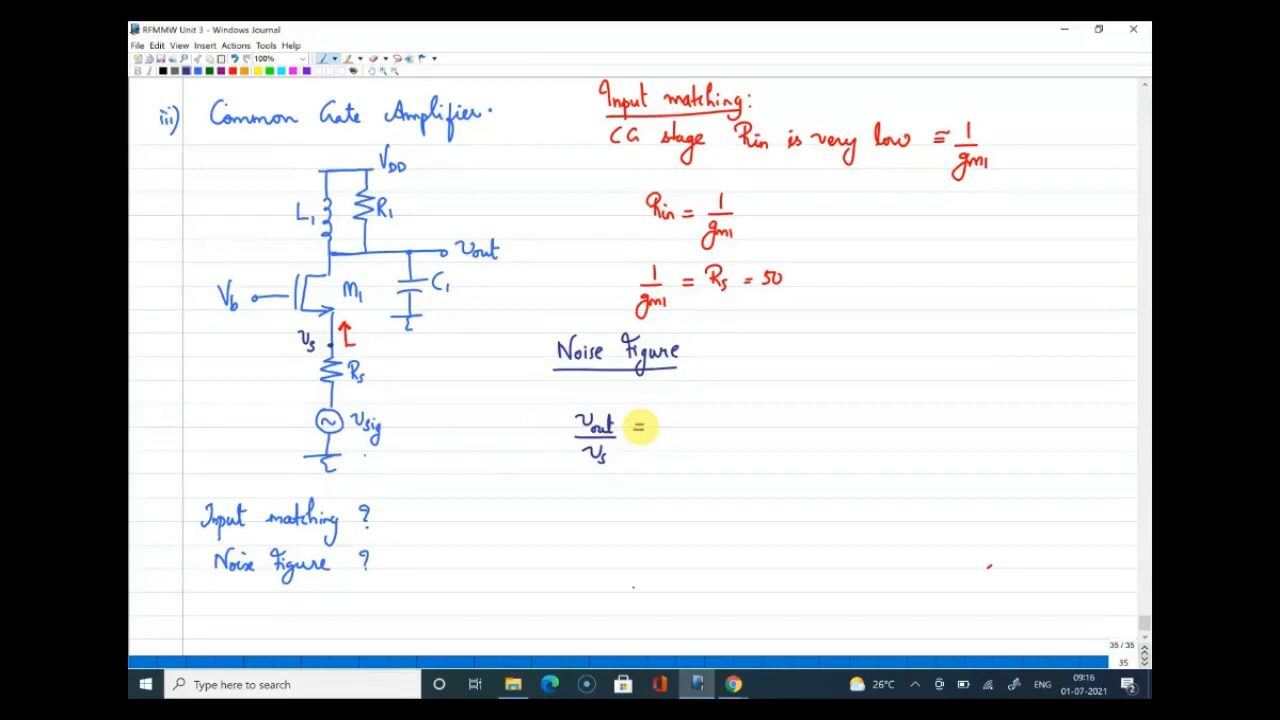 RFMMW Unit 3 - Windows Journal
File Edit View Insert Actions Tools Help
100%
B I
iii) Common Gate Amplifier.
VDD
L1
R1
vout
C1
Vb
M1
vs
Rs
vsig
Input matching ?
Noise Figure ?
Input matching:
CG stage Rin is very low ≅ 1/gm1
Rin = 1/gm1
1/gm1 = Rs = 50
Noise Figure
vout/vs =
35 / 35
35
Type here to search
26°C
ENG
09:16
01-07-2021
2